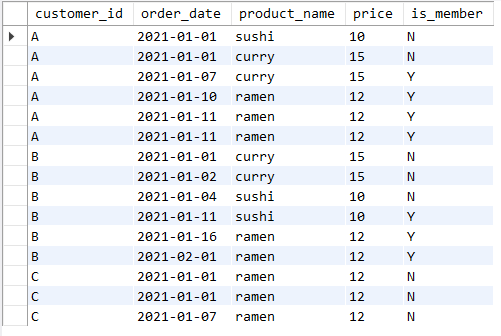 customer_id order_date product_name price is_member
A 2021-01-01 sushi 10 N
A 2021-01-01 curry 15 N
A 2021-01-07 curry 15 Y
A 2021-01-10 ramen 12 Y
A 2021-01-11 ramen 12 Y
A 2021-01-11 ramen 12 Y
B 2021-01-01 curry 15 N
B 2021-01-02 curry 15 N
B 2021-01-04 sushi 10 N
B 2021-01-11 sushi 10 Y
B 2021-01-16 ramen 12 Y
B 2021-02-01 ramen 12 Y
C 2021-01-01 ramen 12 N
C 2021-01-01 ramen 12 N
C 2021-01-07 ramen 12 N